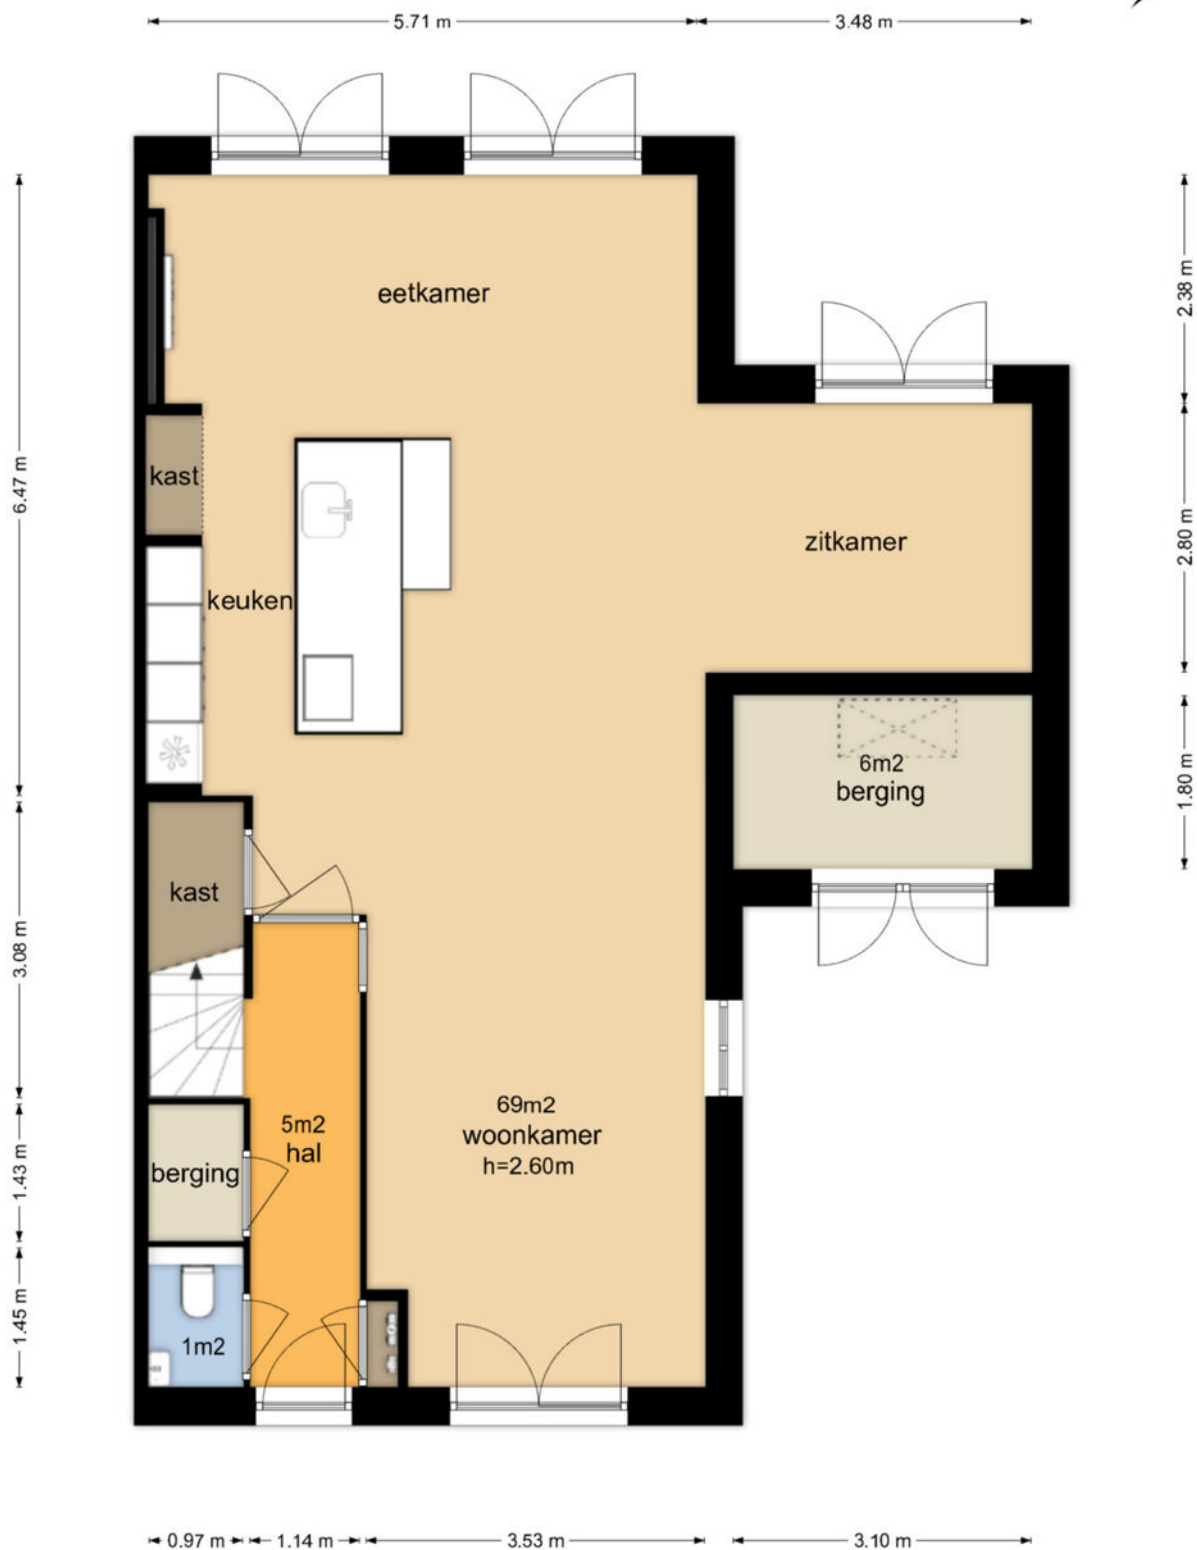 5.71 m
3.48 m
eetkamer
2.38 m
6.47 m
kast
zitkamer
2.80 m
keuken
6m2
berging
1.80 m
kast
3.08 m
69m2
woonkamer
h=2.60m
5m2
hal
berging
1.43 m
1m2
1.45 m
0.97 m
1.14 m
3.53 m
3.10 m